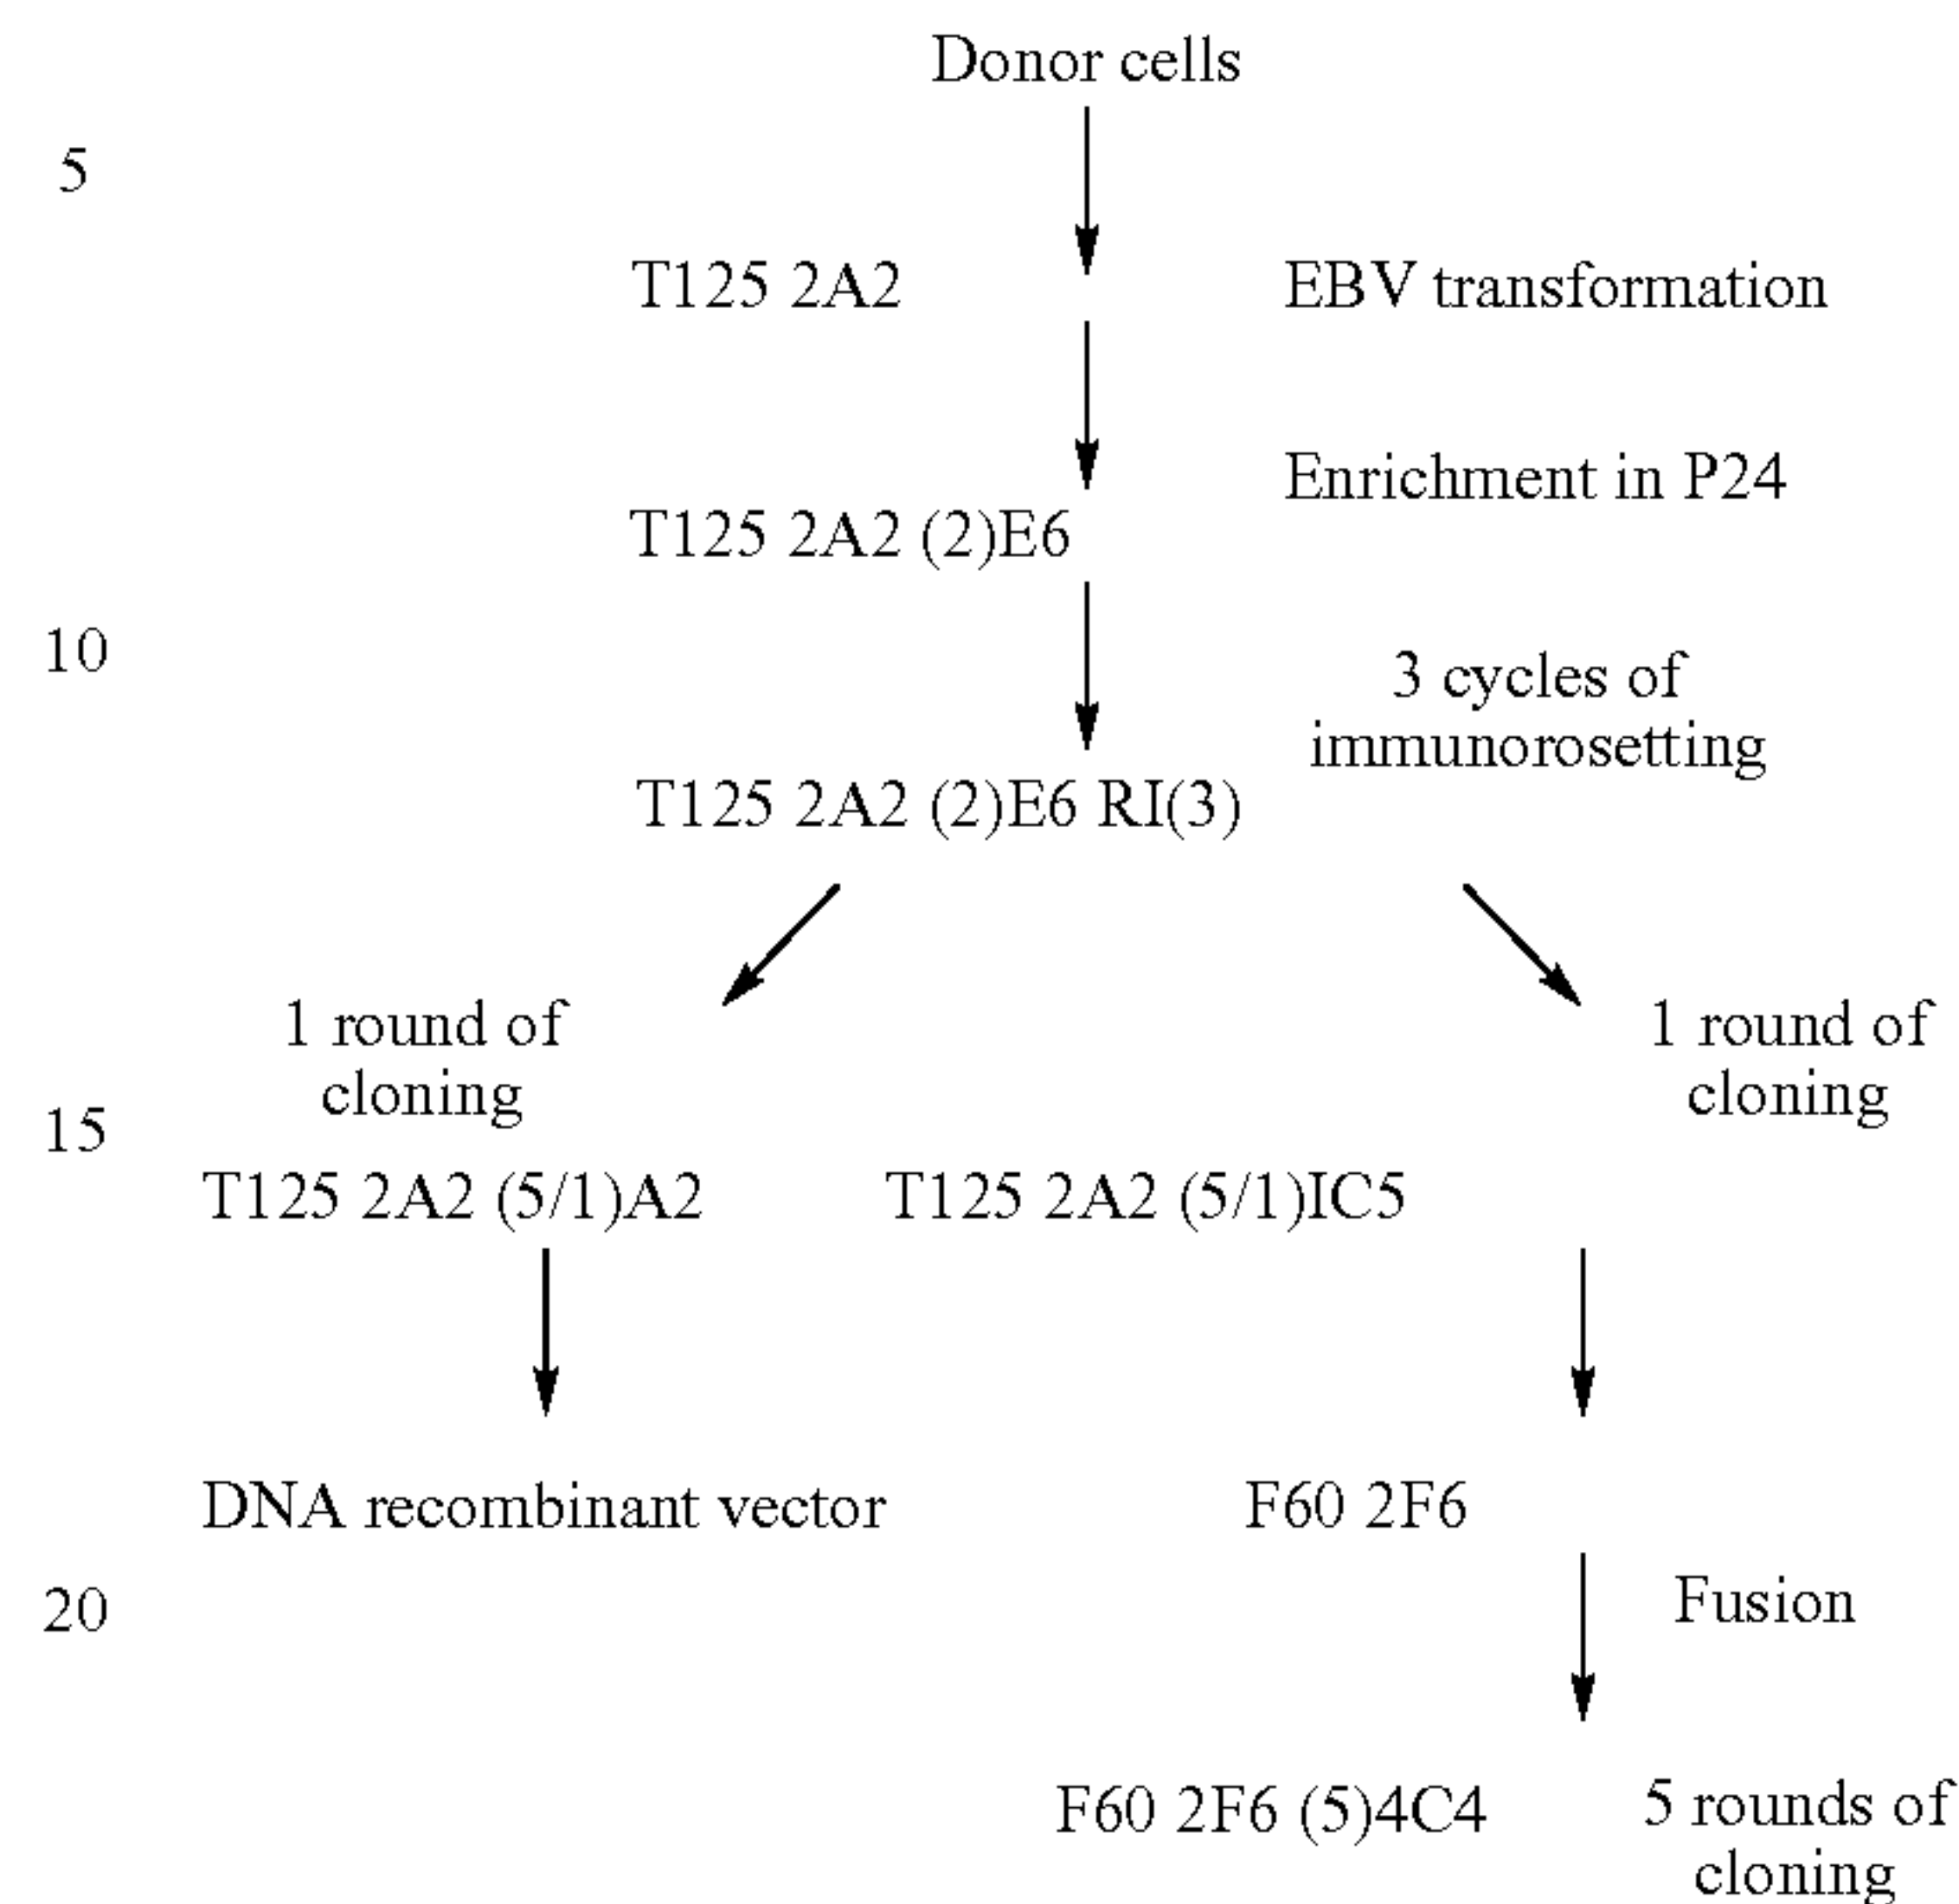 Donor cells
5
T125 2A2
EBV transformation
Enrichment in P24
T125 2A2 (2)E6
10
3 cycles of
immunorosetting
T125 2A2 (2)E6 RI(3)
1 round of
cloning
1 round of
cloning
15
T125 2A2 (5/1)A2
T125 2A2 (5/1)IC5
DNA recombinant vector
F60 2F6
20
Fusion
F60 2F6 (5)4C4
5 rounds of
cloning